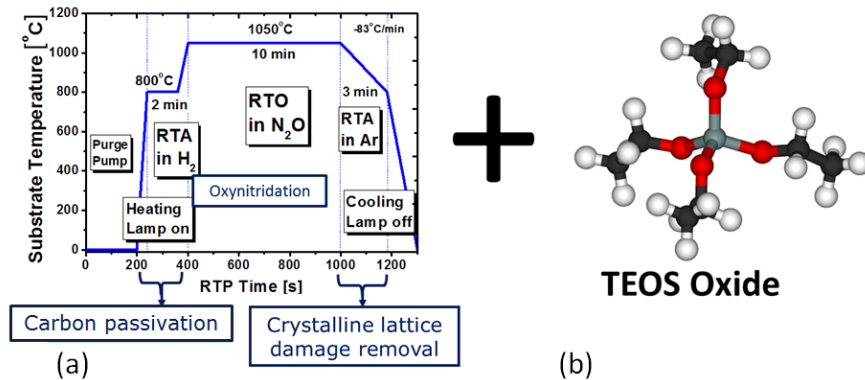 1200
1000
800
600
400
200
0
Substrate Temperature [°C]
1050°C
10 min
-83°C/min
800°C
2 min
3 min
Purge
Pump
RTA
in H₂
RTO
in N₂O
RTA
in Ar
Oxynitridation
Heating
Lamp on
Cooling
Lamp off
0 200 400 600 800 1000 1200
RTP Time [s]
Carbon passivation
Crystalline lattice
damage removal
(a)
+
TEOS Oxide
(b)